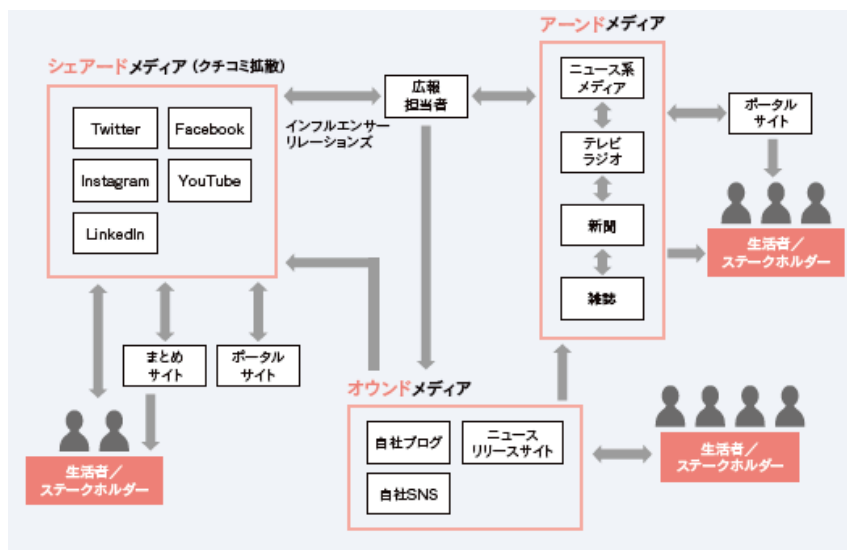 アーンドメディア
シェアードメディア（クチコミ拡散）
Twitter
Facebook
Instagram
YouTube
LinkedIn
インフルエンサー
リレーションズ
広報
担当者
ニュース系
メディア
テレビ
ラジオ
新聞
雑誌
ポータル
サイト
生活者／
ステークホルダー
まとめ
サイト
ポータル
サイト
生活者／
ステークホルダー
オウンドメディア
自社ブログ
ニュース
リリースサイト
自社SNS
生活者／
ステークホルダー